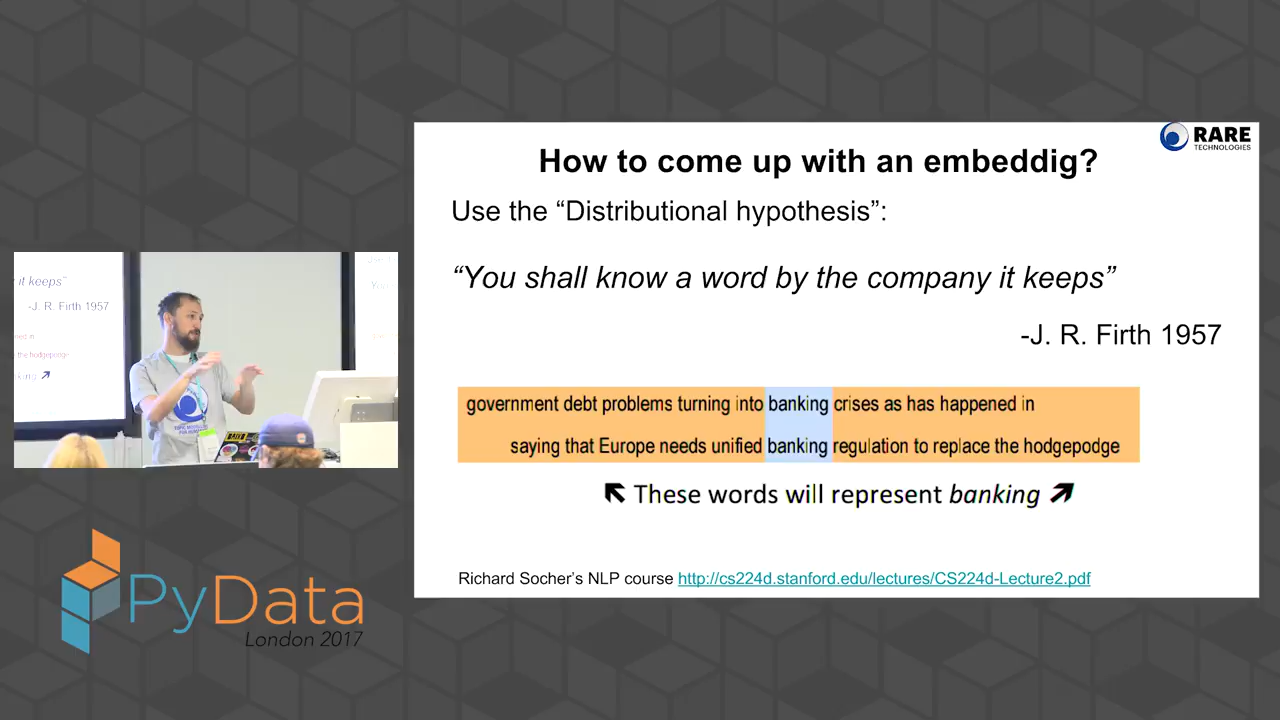 RARE
TECHNOLOGIES
How to come up with an embeddig?
Use the “Distributional hypothesis”:
“You shall know a word by the company it keeps”
-J. R. Firth 1957
government debt problems turning into banking crises as has happened in
saying that Europe needs unified banking regulation to replace the hodgepodge
↖ These words will represent banking ↗
Richard Socher’s NLP course http://cs224d.stanford.edu/lectures/CS224d-Lecture2.pdf
it keeps”
-J. R. Firth 1957
the hodgepodge
PyData
London 2017